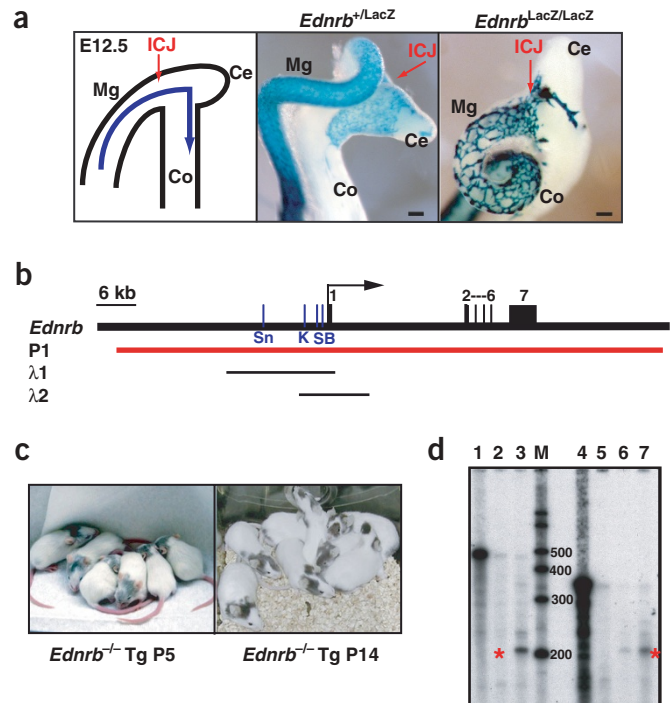 a
Ednrb+/LacZ
EdnrbLacZ/LacZ
E12.5
ICJ
Mg
Ce
Co
Mg
ICJ
Ce
Co
ICJ
Ce
Mg
Co
b
6 kb
1
2---6
7
Ednrb
Sn
K
SB
P1
λ1
λ2
c
Ednrb–/– Tg P5
Ednrb–/– Tg P14
d
1 2 3 M 4 5 6 7
500
400
300
* 200 *